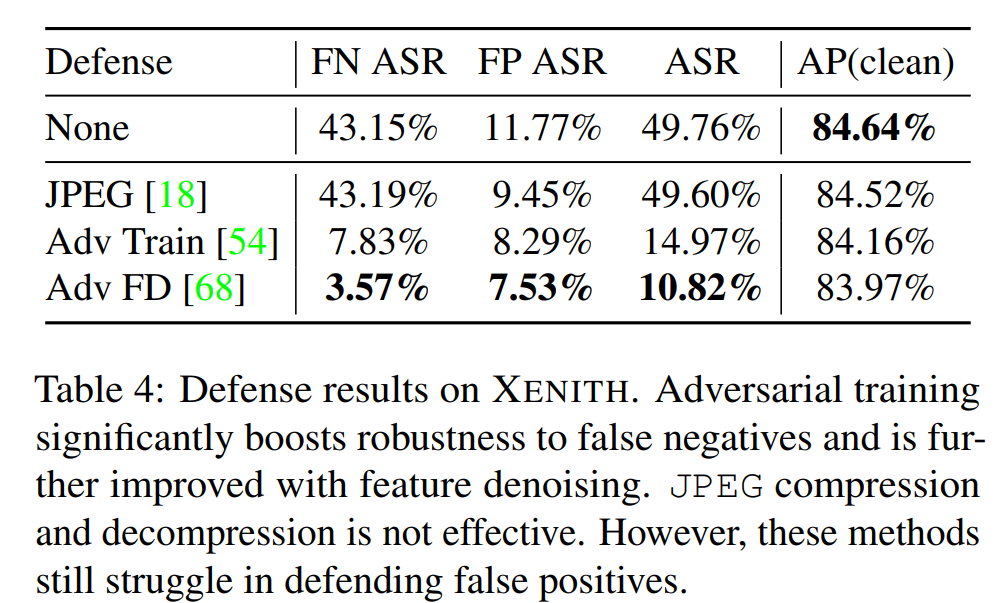 Defense FN ASR FP ASR ASR AP(clean)
None 43.15% 11.77% 49.76% 84.64%
JPEG [18] 43.19% 9.45% 49.60% 84.52%
Adv Train [54] 7.83% 8.29% 14.97% 84.16%
Adv FD [68] 3.57% 7.53% 10.82% 83.97%
Table 4: Defense results on XENITH. Adversarial training
significantly boosts robustness to false negatives and is fur-
ther improved with feature denoising. JPEG compression
and decompression is not effective. However, these methods
still struggle in defending false positives.